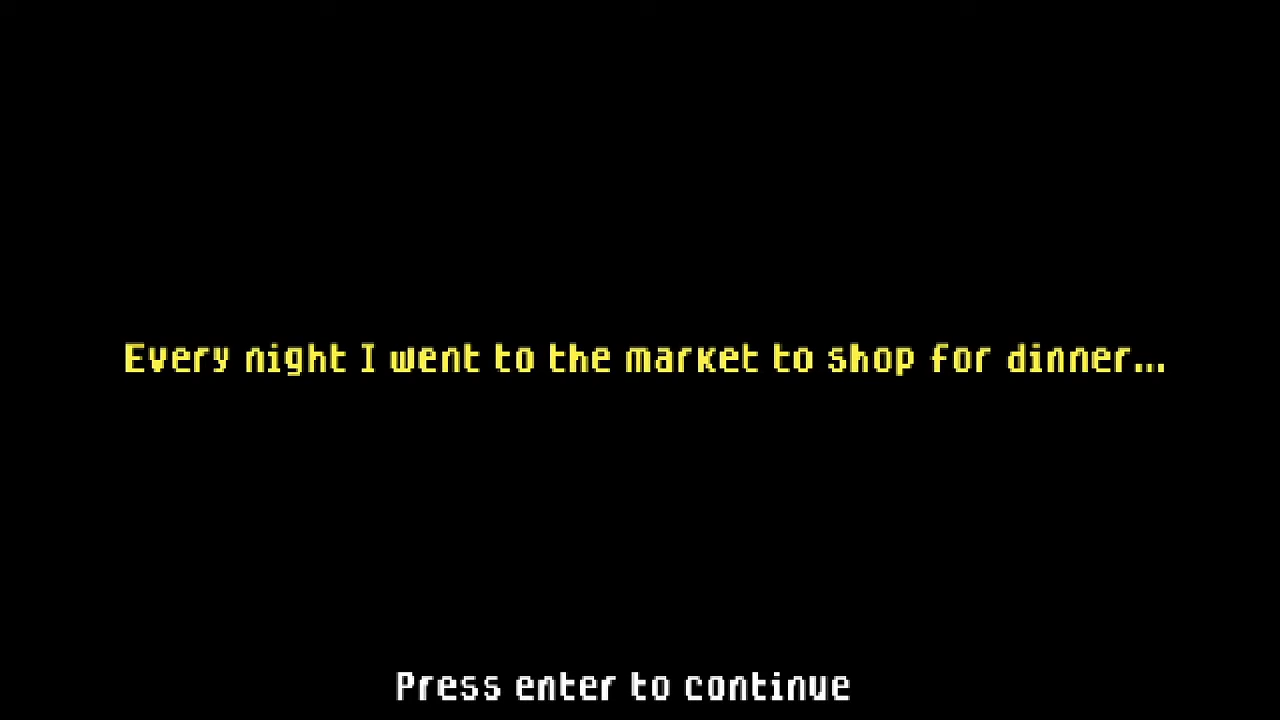 Every night I went to the market to shop for dinner...
Press enter to continue